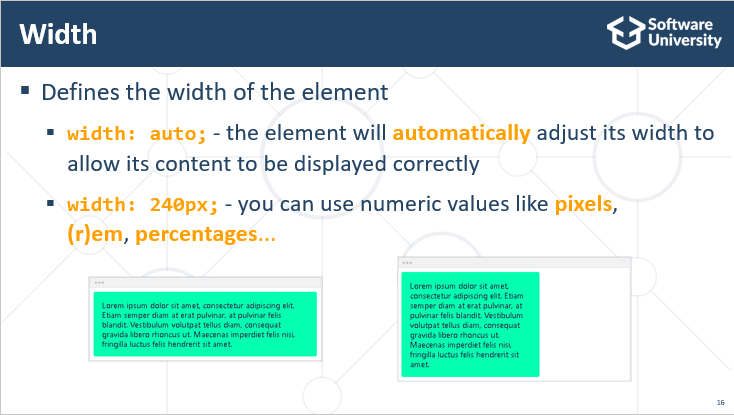 Width
Software
University
Defines the width of the element
width: auto; - the element will automatically adjust its width to
allow its content to be displayed correctly
width: 240px; - you can use numeric values like pixels,
(r)em, percentages...
Lorem ipsum dolor sit amet, consectetur adipiscing elit.
Etiam semper diam at erat pulvinar, at pulvinar felis
blandit. Vestibulum volutpat tellus diam, consequat
gravida libero rhoncus ut. Maecenas imperdiet felis nisi,
fringilla luctus felis hendrerit sit amet.
Lorem ipsum dolor sit amet,
consectetur adipiscing elit. Etiam
semper diam at erat pulvinar, at
pulvinar felis blandit. Vestibulum
volutpat tellus diam, consequat
gravida libero rhoncus ut.
Maecenas imperdiet felis nisi,
fringilla luctus felis hendrerit sit
amet.
16